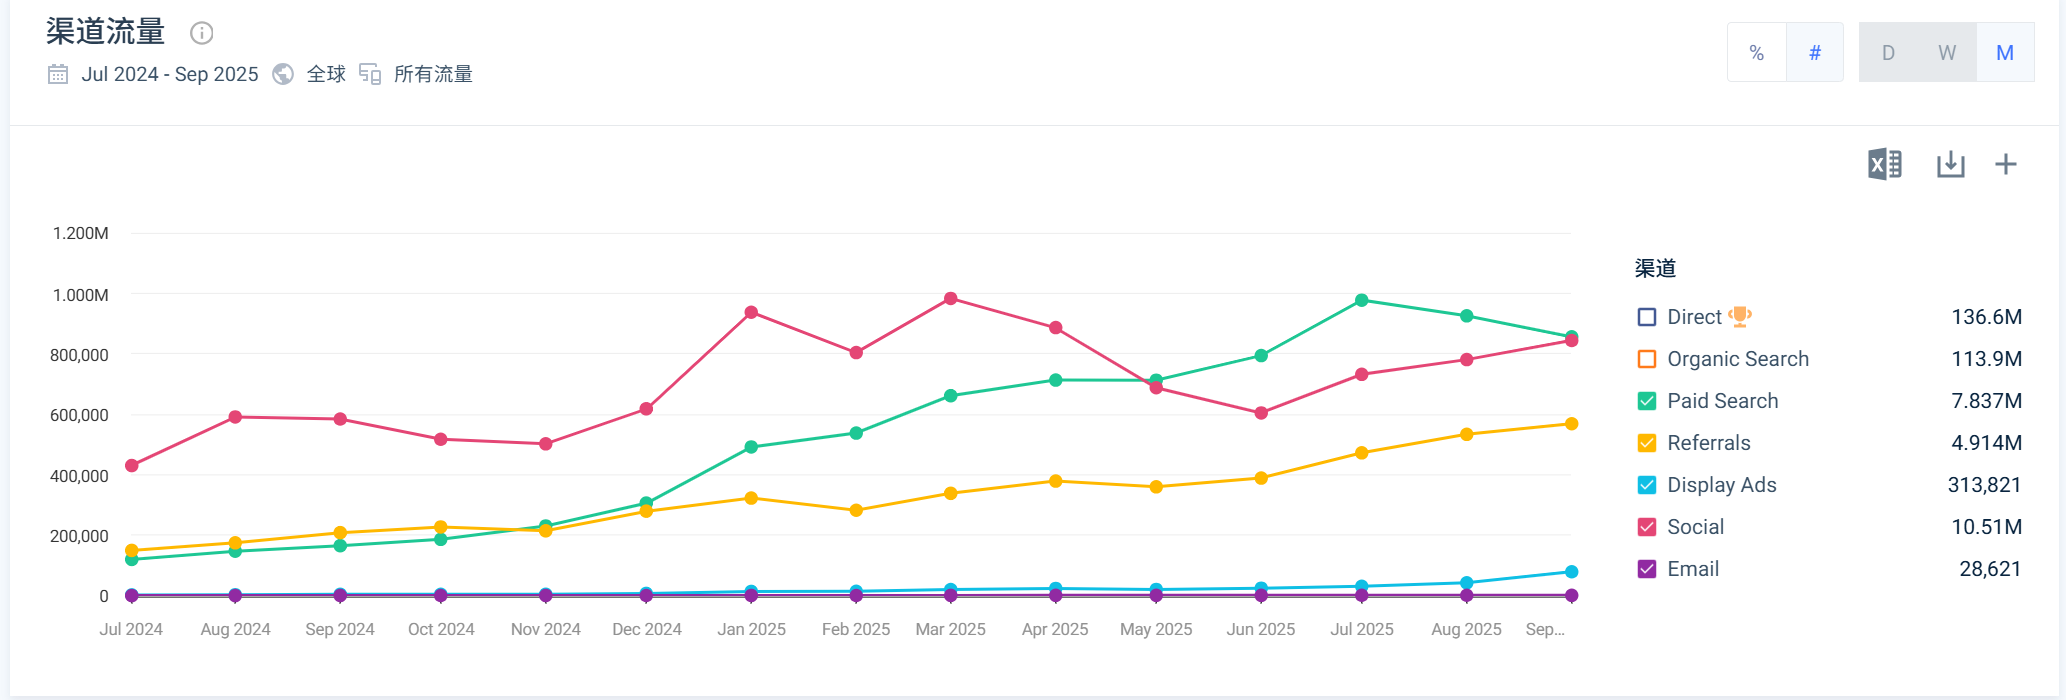 渠道流量
Jul 2024 - Sep 2025 全球 所有流量
% # D W M
1.200M
1.000M
800,000
600,000
400,000
200,000
0
Jul 2024 Aug 2024 Sep 2024 Oct 2024 Nov 2024 Dec 2024 Jan 2025 Feb 2025 Mar 2025 Apr 2025 May 2025 Jun 2025 Jul 2025 Aug 2025 Sep...
渠道
Direct 136.6M
Organic Search 113.9M
Paid Search 7.837M
Referrals 4.914M
Display Ads 313,821
Social 10.51M
Email 28,621